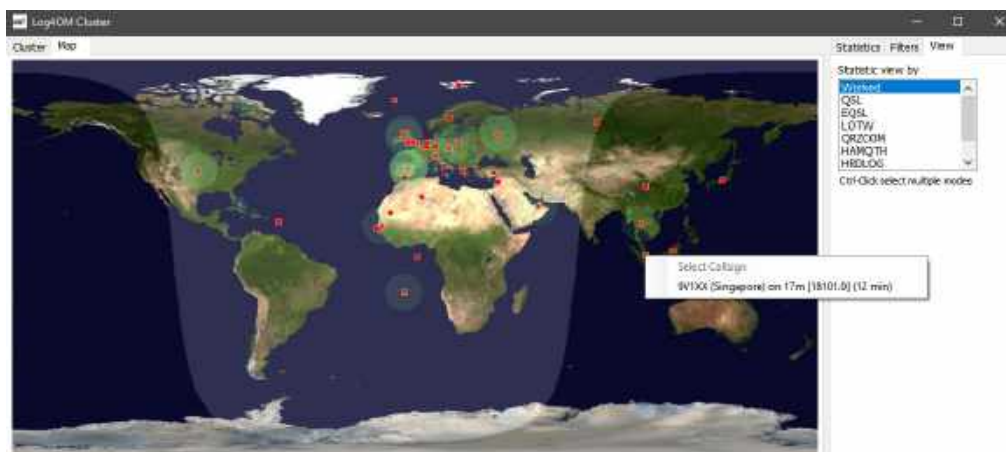 Log4OM Cluster
Cluster Map
Statistics Filters View
Statistic view by
Worked
QSL
EQSL
LOTW
QRZCOM
HAMQTH
HRDLOG
Ctrl-Click select multiple modes
Select Callsign
9V1XX (Singapore) on 17m [18101.0] (12 min)